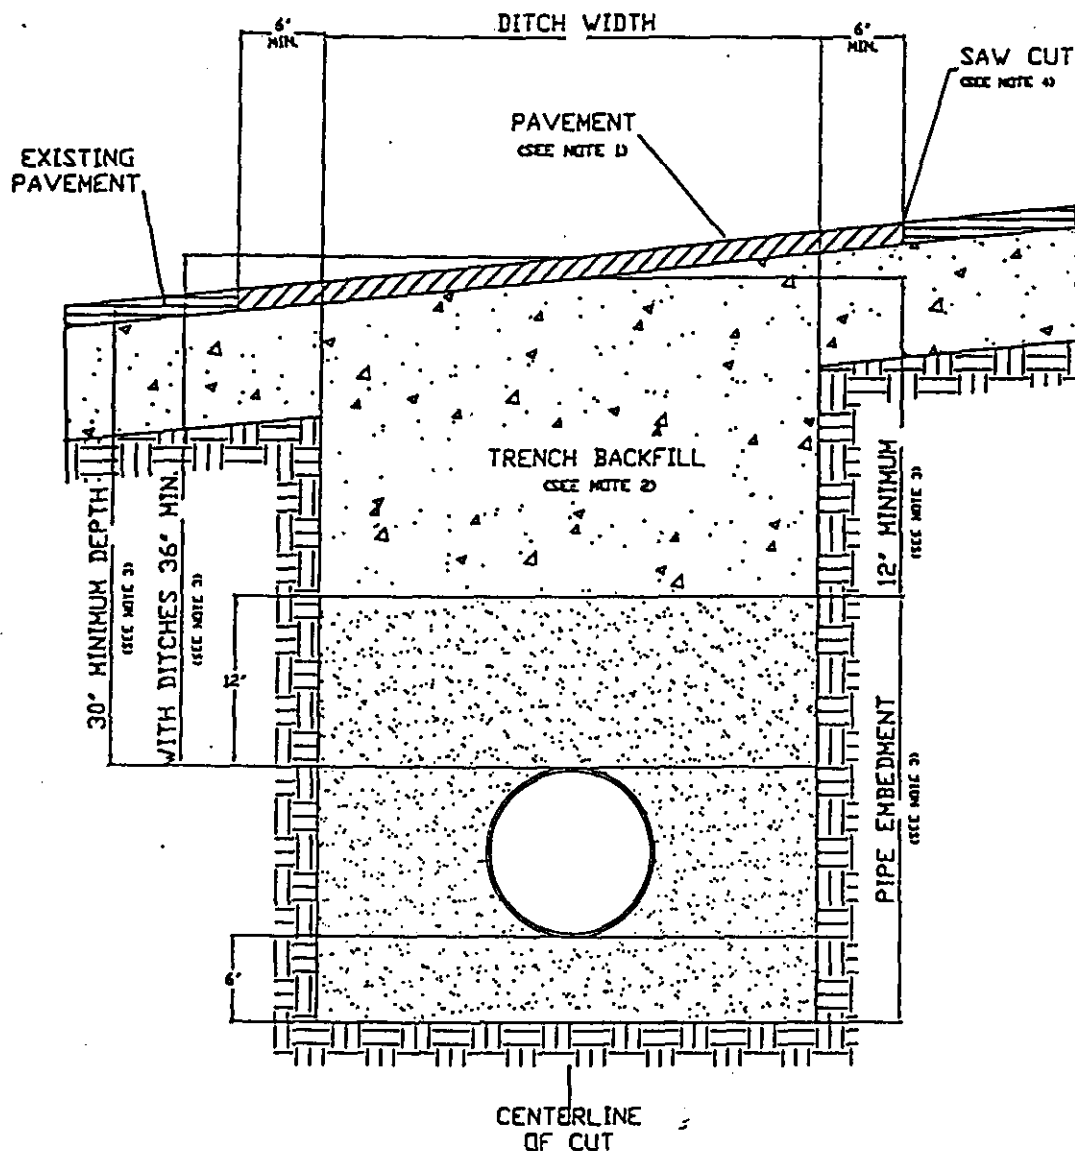 6" MIN.
DITCH WIDTH
6" MIN.
SAW CUT
(SEE NOTE 4)
PAVEMENT
(SEE NOTE 1)
EXISTING
PAVEMENT
TRENCH BACKFILL
(SEE NOTE 2)
30" MINIMUM DEPTH
(SEE NOTE 3)
WITH DITCHES 36" MIN.
(SEE NOTE 3)
12" MINIMUM
(SEE NOTE 3)
12"
PIPE EMBEDMENT
(SEE NOTE 3)
6"
CENTERLINE
OF CUT